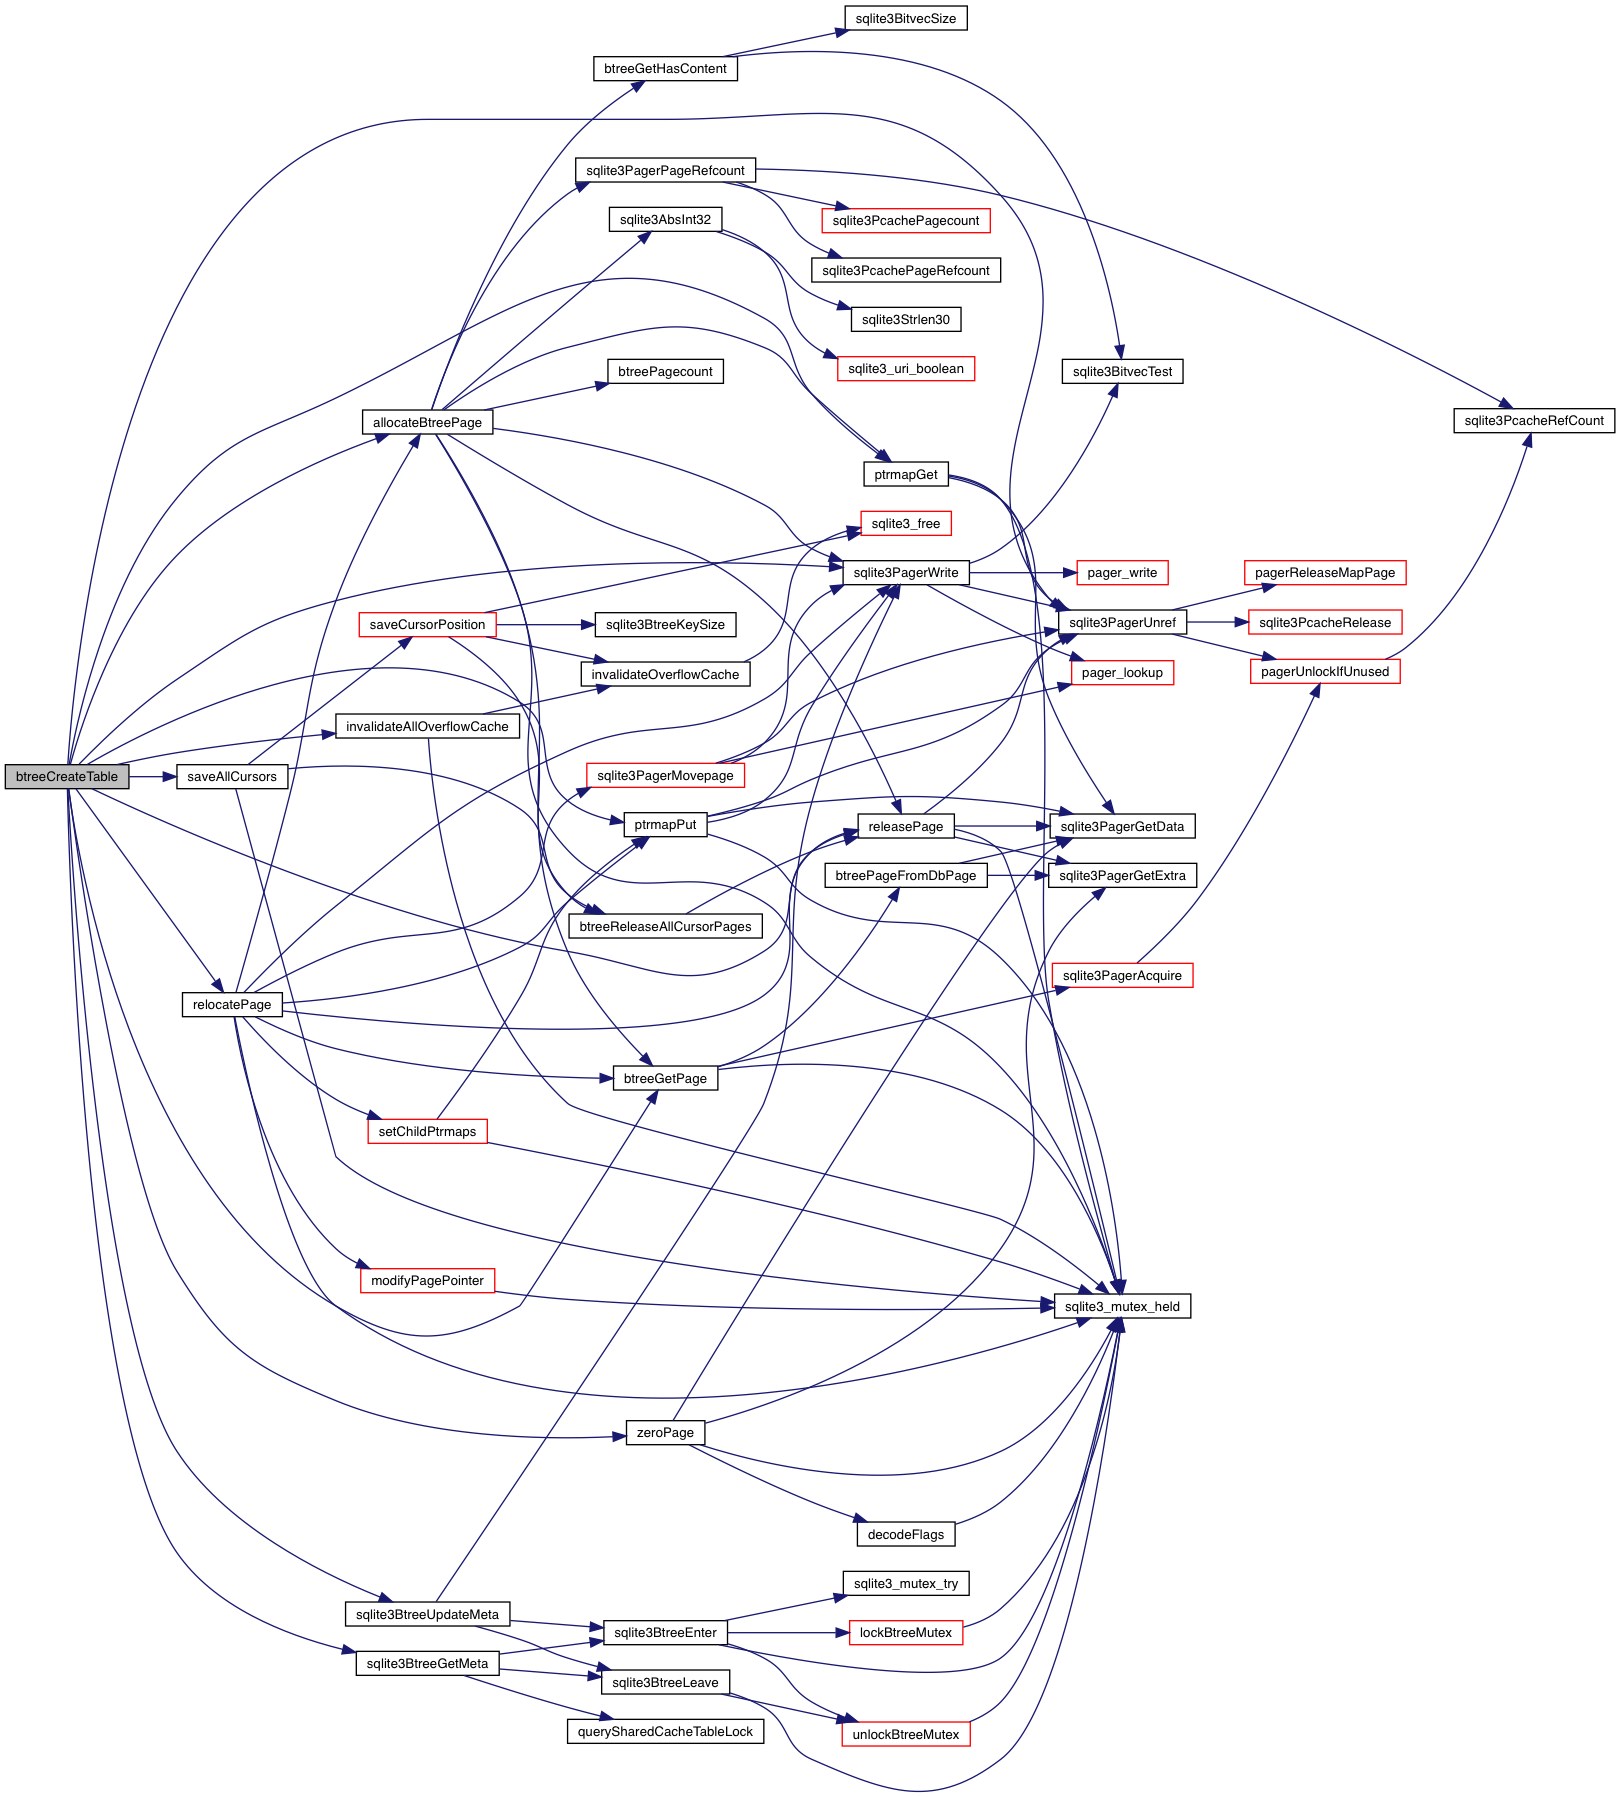 sqlite3BitvecSize
btreeGetHasContent
sqlite3PagerPageRefcount
sqlite3AbsInt32
sqlite3PcachePagecount
sqlite3PcachePageRefcount
sqlite3Strlen30
sqlite3_uri_boolean
btreePagecount
sqlite3BitvecTest
allocateBtreePage
sqlite3PcacheRefCount
ptrmapGet
sqlite3_free
sqlite3PagerWrite
pager_write
pagerReleaseMapPage
saveCursorPosition
sqlite3BtreeKeySize
sqlite3PagerUnref
sqlite3PcacheRelease
invalidateOverflowCache
pager_lookup
pagerUnlockIfUnused
invalidateAllOverflowCache
btreeCreateTable
saveAllCursors
sqlite3PagerMovepage
ptrmapPut
releasePage
sqlite3PagerGetData
btreePageFromDbPage
sqlite3PagerGetExtra
btreeReleaseAllCursorPages
sqlite3PagerAcquire
relocatePage
btreeGetPage
setChildPtrmaps
modifyPagePointer
sqlite3_mutex_held
zeroPage
decodeFlags
sqlite3_mutex_try
sqlite3BtreeUpdateMeta
sqlite3BtreeEnter
lockBtreeMutex
sqlite3BtreeGetMeta
sqlite3BtreeLeave
querySharedCacheTableLock
unlockBtreeMutex